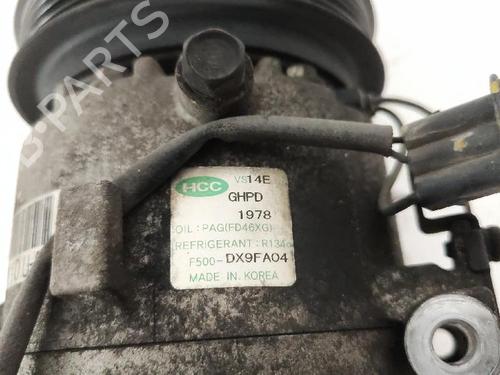 B-PARTS
HCC VS14E
GHPD
1978
OIL : PAG(FD46XG)
REFRIGERANT : R134a
F500-DX9FA04
MADE IN KOREA